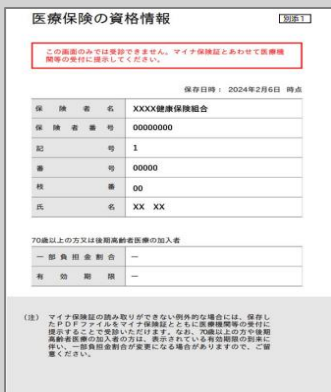 医療保険の資格情報
別添1
この画面のみでは受診できません。マイナ保険証とあわせて医療機
関等の受付に提示してください。
保存日時： 2024年2月6日 時点
保険者名 XXXX健康保険組合
保険者番号 00000000
記号 1
番号 00000
枝番 00
氏名 XX XX
70歳以上の方又は後期高齢者医療の加入者
一部負担金割合 ー
有効期限 ー
(注) マイナ保険証の読み取りができない例外的な場合には、保存し
たPDFファイルをマイナ保険証とともに医療機関等の受付に
提示することで受診いただけます。なお、70歳以上の方や後期
高齢者医療の加入者の方は、表示されている有効期限の到来に
伴い、一部負担金割合が変更になる場合がありますので、ご留
意ください。